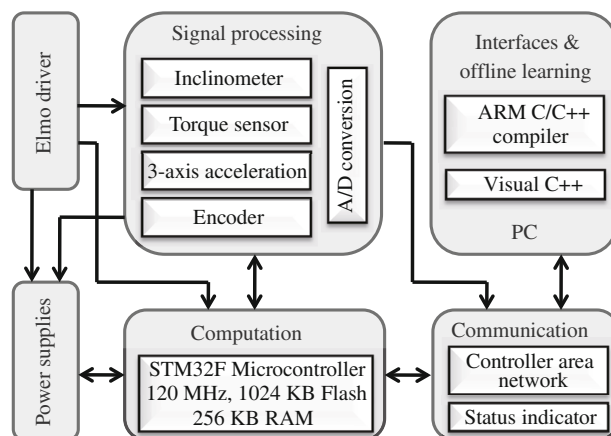 Elmo driver
Signal processing
Inclinometer
Torque sensor
3-axis acceleration
Encoder
A/D conversion
Interfaces &
offline learning
ARM C/C++
compiler
Visual C++
PC
Power supplies
Computation
STM32F Microcontroller
120 MHz, 1024 KB Flash
256 KB RAM
Communication
Controller area
network
Status indicator